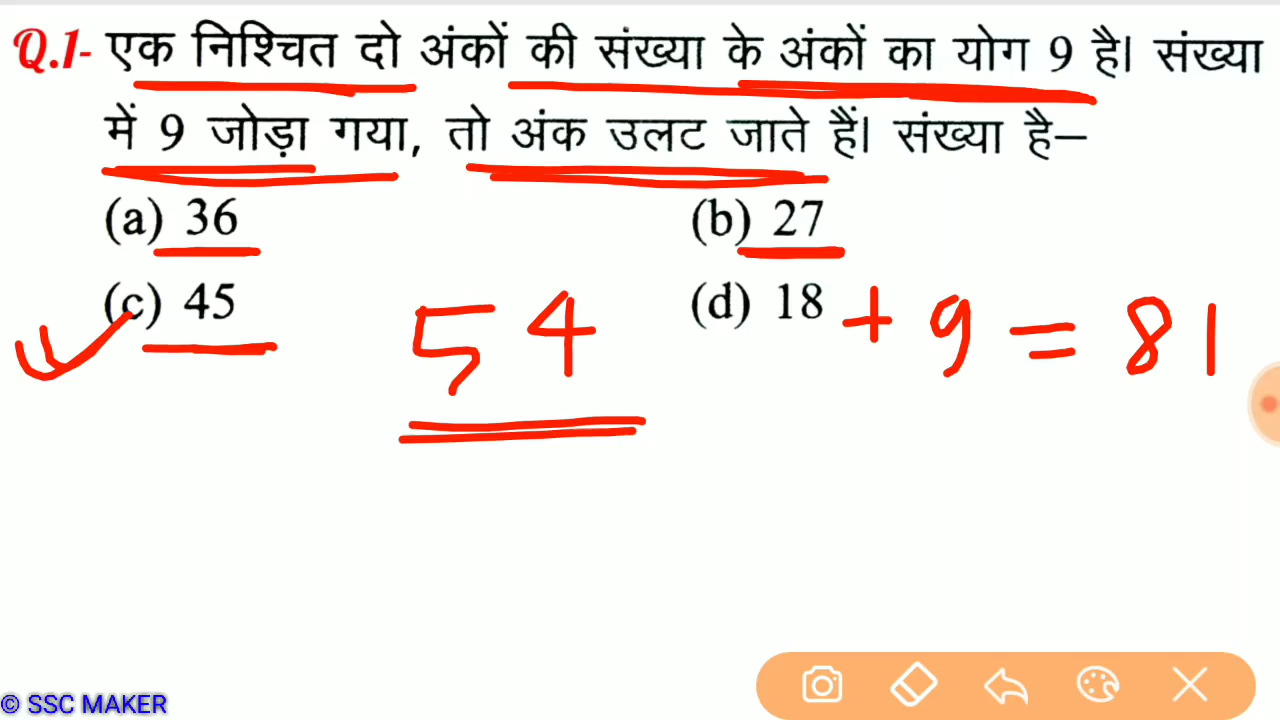 Q.1- एक निश्चित दो अंकों की संख्या के अंकों का योग 9 है। संख्या
में 9 जोड़ा गया, तो अंक उलट जाते हैं। संख्या है—
(a) 36 (b) 27
(c) 45 (d) 18 + 9 = 81
54
© SSC MAKER